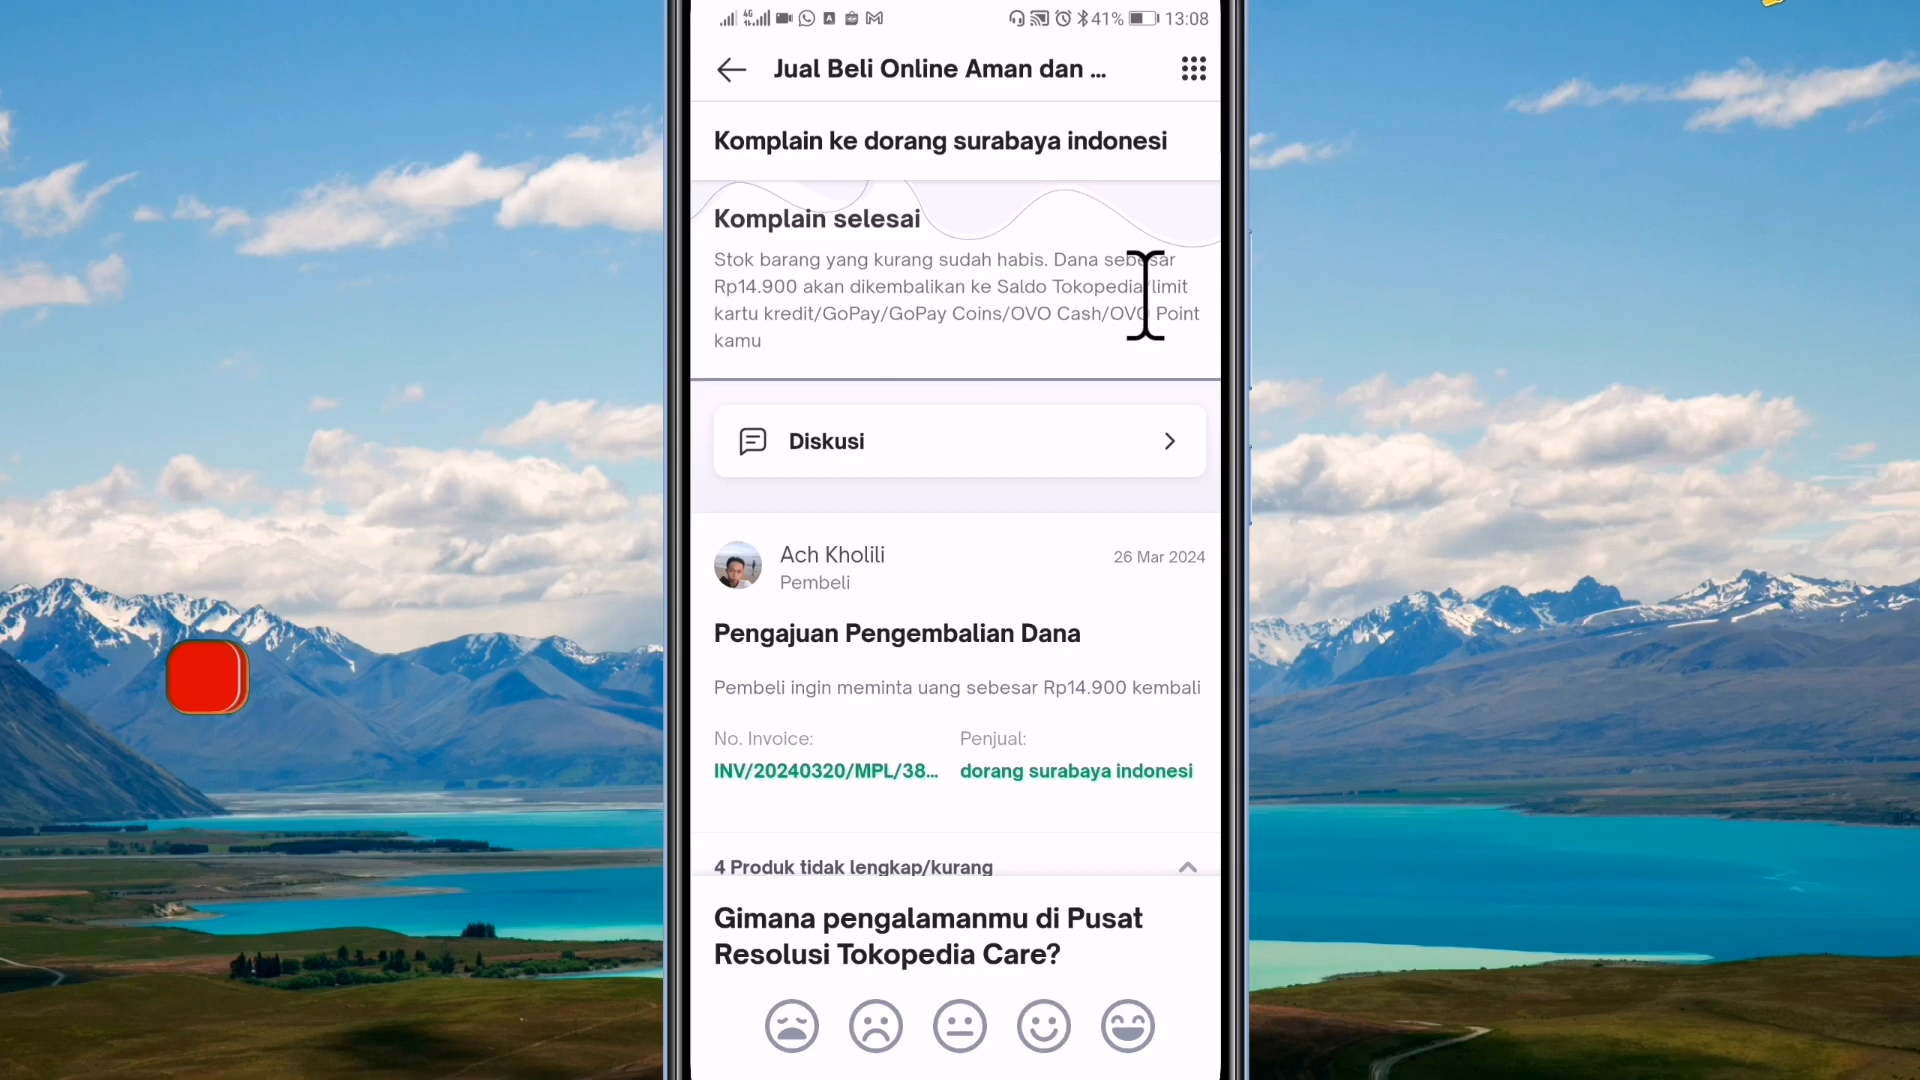 4G 41% 13:08
Jual Beli Online Aman dan ...
Komplain ke dorang surabaya indonesi
Komplain selesai
Stok barang yang kurang sudah habis. Dana sebesar
Rp14.900 akan dikembalikan ke Saldo Tokopedia/limit
kartu kredit/GoPay/GoPay Coins/OVO Cash/OVO Point
kamu
Diskusi
Ach Kholili
26 Mar 2024
Pembeli
Pengajuan Pengembalian Dana
Pembeli ingin meminta uang sebesar Rp14.900 kembali
No. Invoice: Penjual:
INV/20240320/MPL/38... dorang surabaya indonesi
4 Produk tidak lengkap/kurang
Gimana pengalamanmu di Pusat
Resolusi Tokopedia Care?